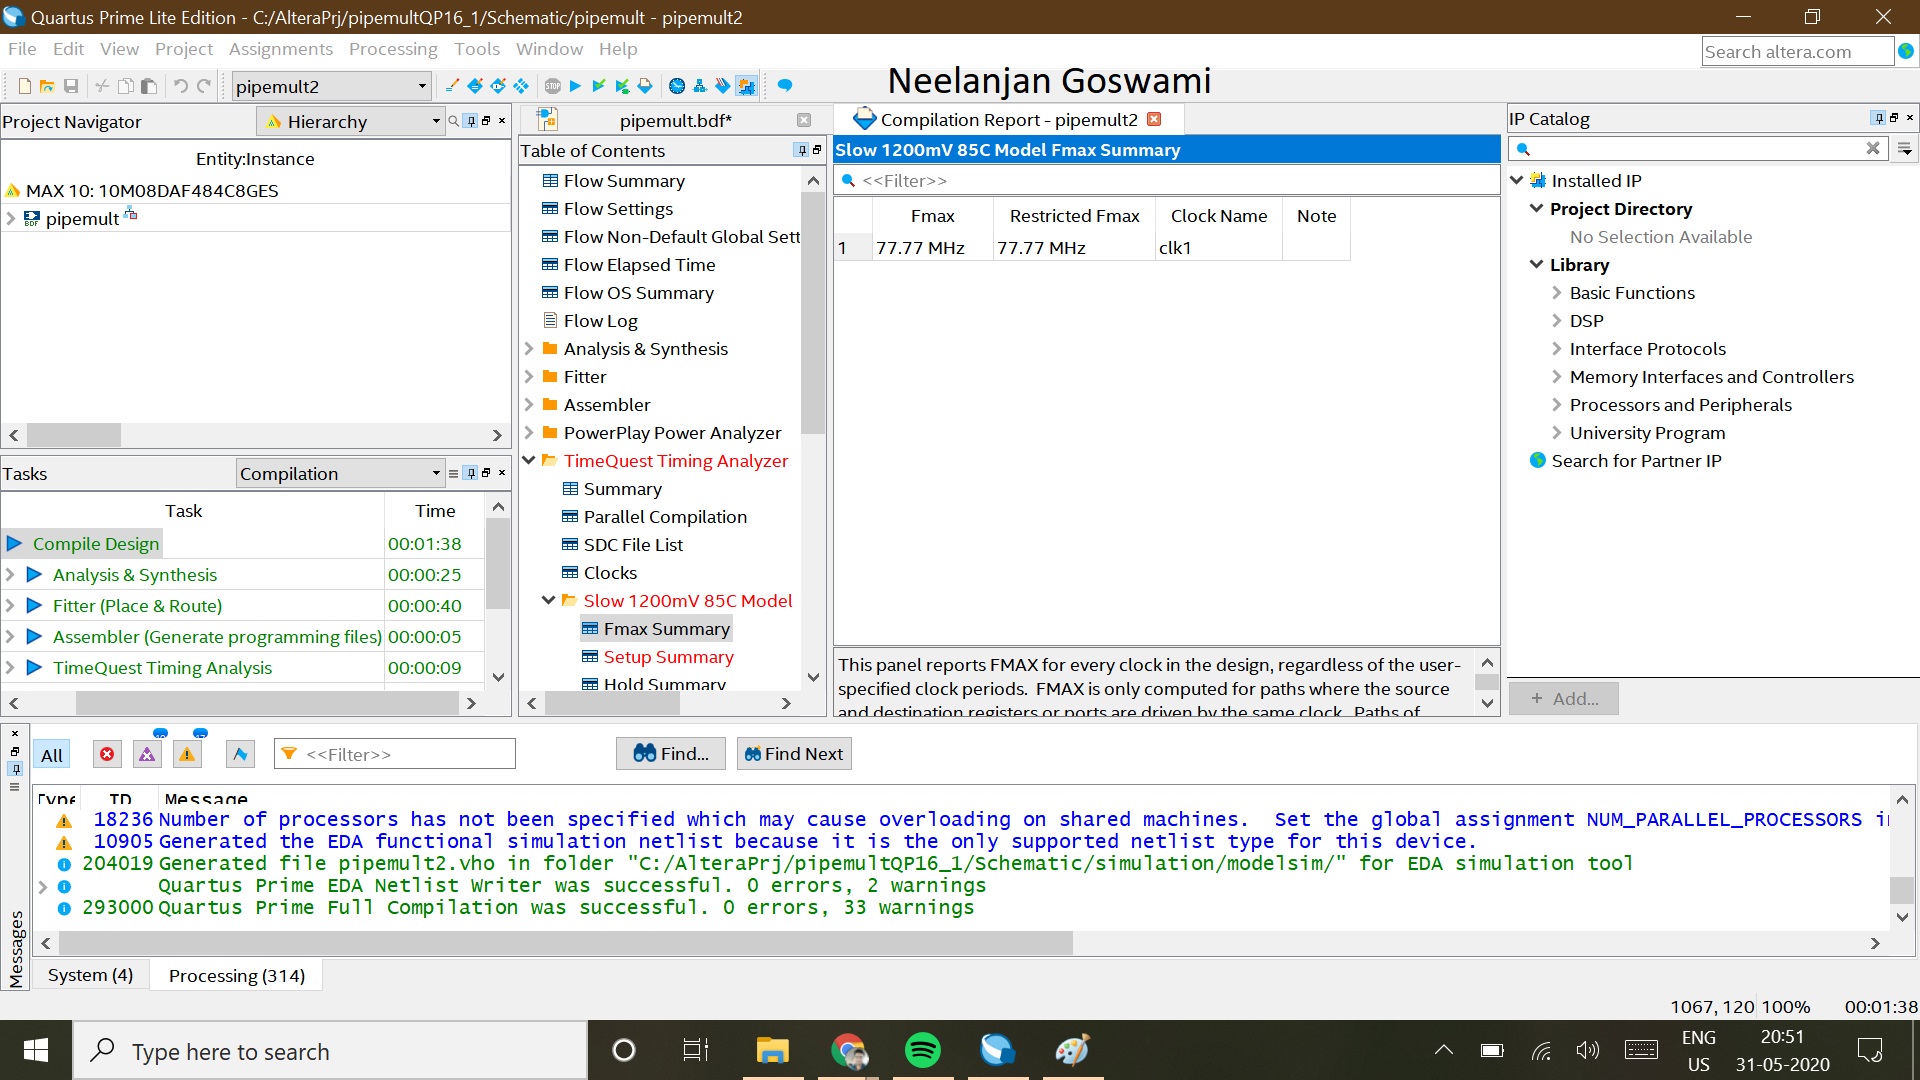 Quartus Prime Lite Edition - C:/AlteraPrj/pipemultQP16_1/Schematic/pipemult - pipemult2
File Edit View Project Assignments Processing Tools Window Help
Search altera.com
pipemult2
Neelanjan Goswami
Project Navigator
Hierarchy
Entity:Instance
MAX 10: 10M08DAF484C8GES
pipemult
Tasks
Compilation
Task Time
Compile Design 00:01:38
Analysis & Synthesis 00:00:25
Fitter (Place & Route) 00:00:40
Assembler (Generate programming files) 00:00:05
TimeQuest Timing Analysis 00:00:09
pipemult.bdf*
Table of Contents
Flow Summary
Flow Settings
Flow Non-Default Global Sett
Flow Elapsed Time
Flow OS Summary
Flow Log
Analysis & Synthesis
Fitter
Assembler
PowerPlay Power Analyzer
TimeQuest Timing Analyzer
Summary
Parallel Compilation
SDC File List
Clocks
Slow 1200mV 85C Model
Fmax Summary
Setup Summary
Hold Summary
Compilation Report - pipemult2
Slow 1200mV 85C Model Fmax Summary
<<Filter>>
Fmax Restricted Fmax Clock Name Note
1 77.77 MHz 77.77 MHz clk1
This panel reports FMAX for every clock in the design, regardless of the user-
specified clock periods. FMAX is only computed for paths where the source
and destination registers or ports are driven by the same clock. Paths of
IP Catalog
Installed IP
Project Directory
No Selection Available
Library
Basic Functions
DSP
Interface Protocols
Memory Interfaces and Controllers
Processors and Peripherals
University Program
Search for Partner IP
+ Add...
All
<<Filter>>
Find...
Find Next
Type ID Message
18236 Number of processors has not been specified which may cause overloading on shared machines. Set the global assignment NUM_PARALLEL_PROCESSORS in
10905 Generated the EDA functional simulation netlist because it is the only supported netlist type for this device.
204019 Generated file pipemult2.vho in folder "C:/AlteraPrj/pipemultQP16_1/Schematic/simulation/modelsim/" for EDA simulation tool
Quartus Prime EDA Netlist Writer was successful. 0 errors, 2 warnings
293000 Quartus Prime Full Compilation was successful. 0 errors, 33 warnings
Messages
System (4)
Processing (314)
1067, 120 100% 00:01:38
Type here to search
ENG
US
20:51
31-05-2020